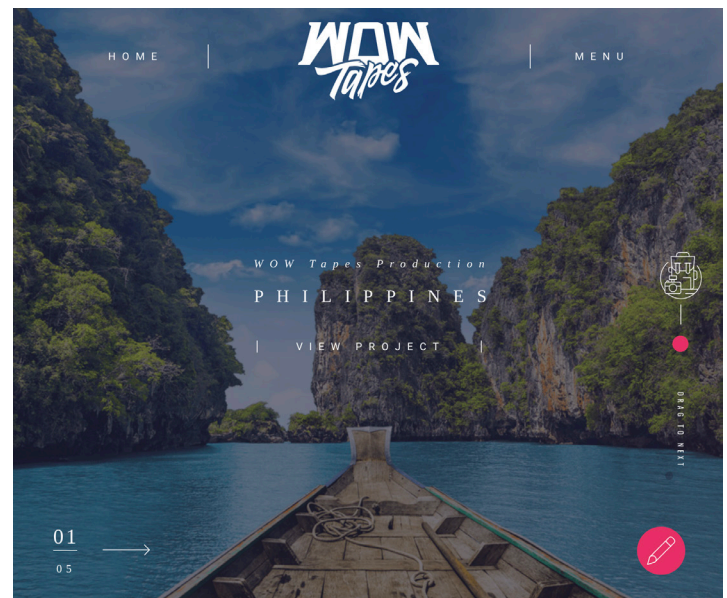 HOME
WOW
Tapes
MENU
WOW Tapes Production
PHILIPPINES
VIEW PROJECT
DRAG TO NEXT
01
05